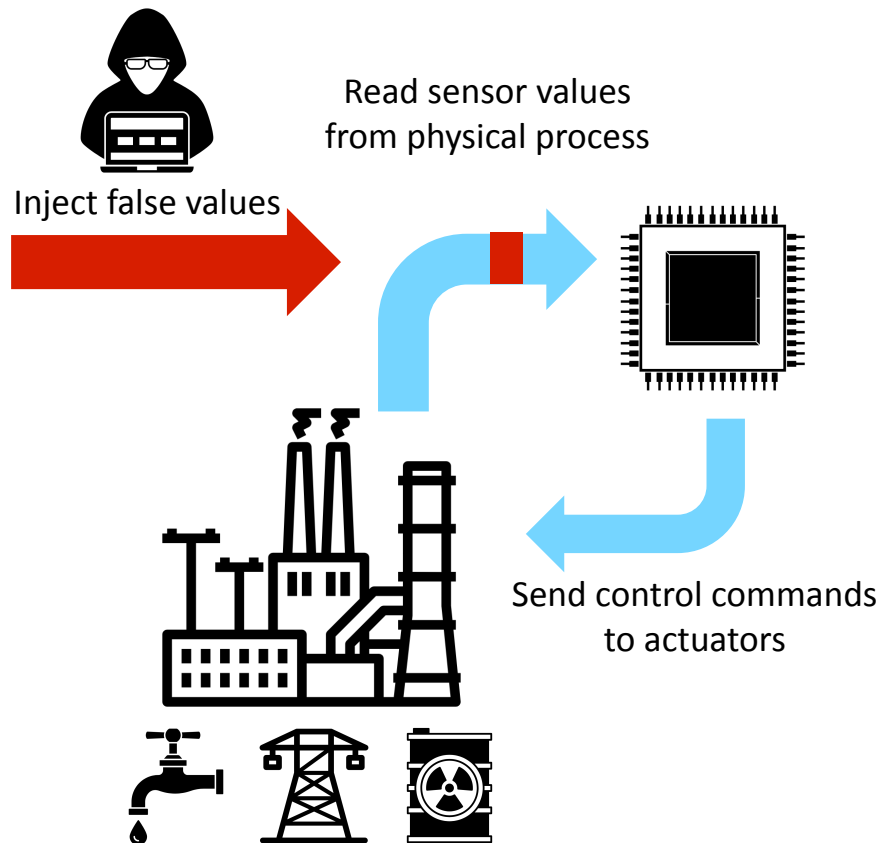 Read sensor values
from physical process
Inject false values
Send control commands
to actuators